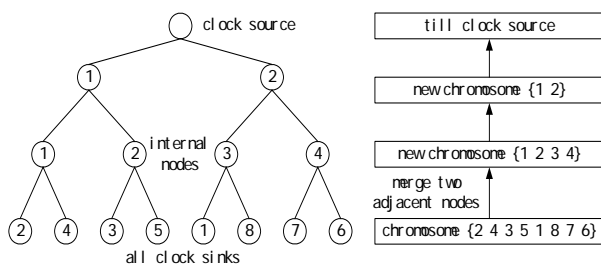 clock source
1 2
1 2 3 4
internal
nodes
2 4 3 5 1 8 7 6
all clock sinks
till clock source
new chromosome {1 2}
new chromosome {1 2 3 4}
merge two
adjacent nodes
chromosome {2 4 3 5 1 8 7 6}